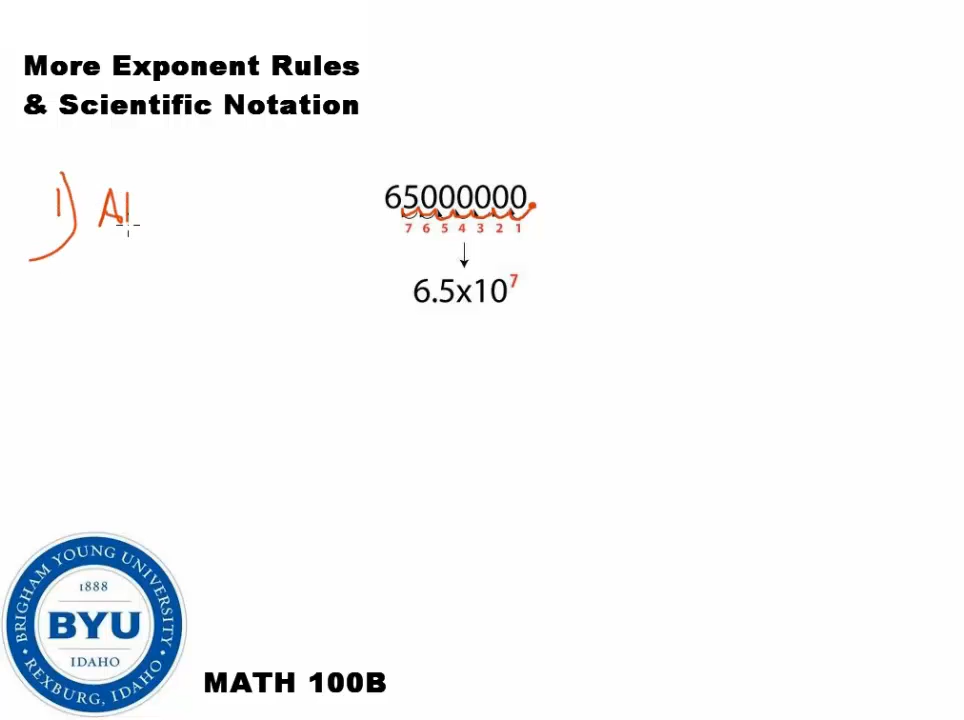 More Exponent Rules
& Scientific Notation
1)
65000000.
7 6 5 4 3 2 1
6.5x10⁷
BRIGHAM YOUNG UNIVERSITY
1888
BYU
IDAHO
• REXBURG, IDAHO •
MATH 100B